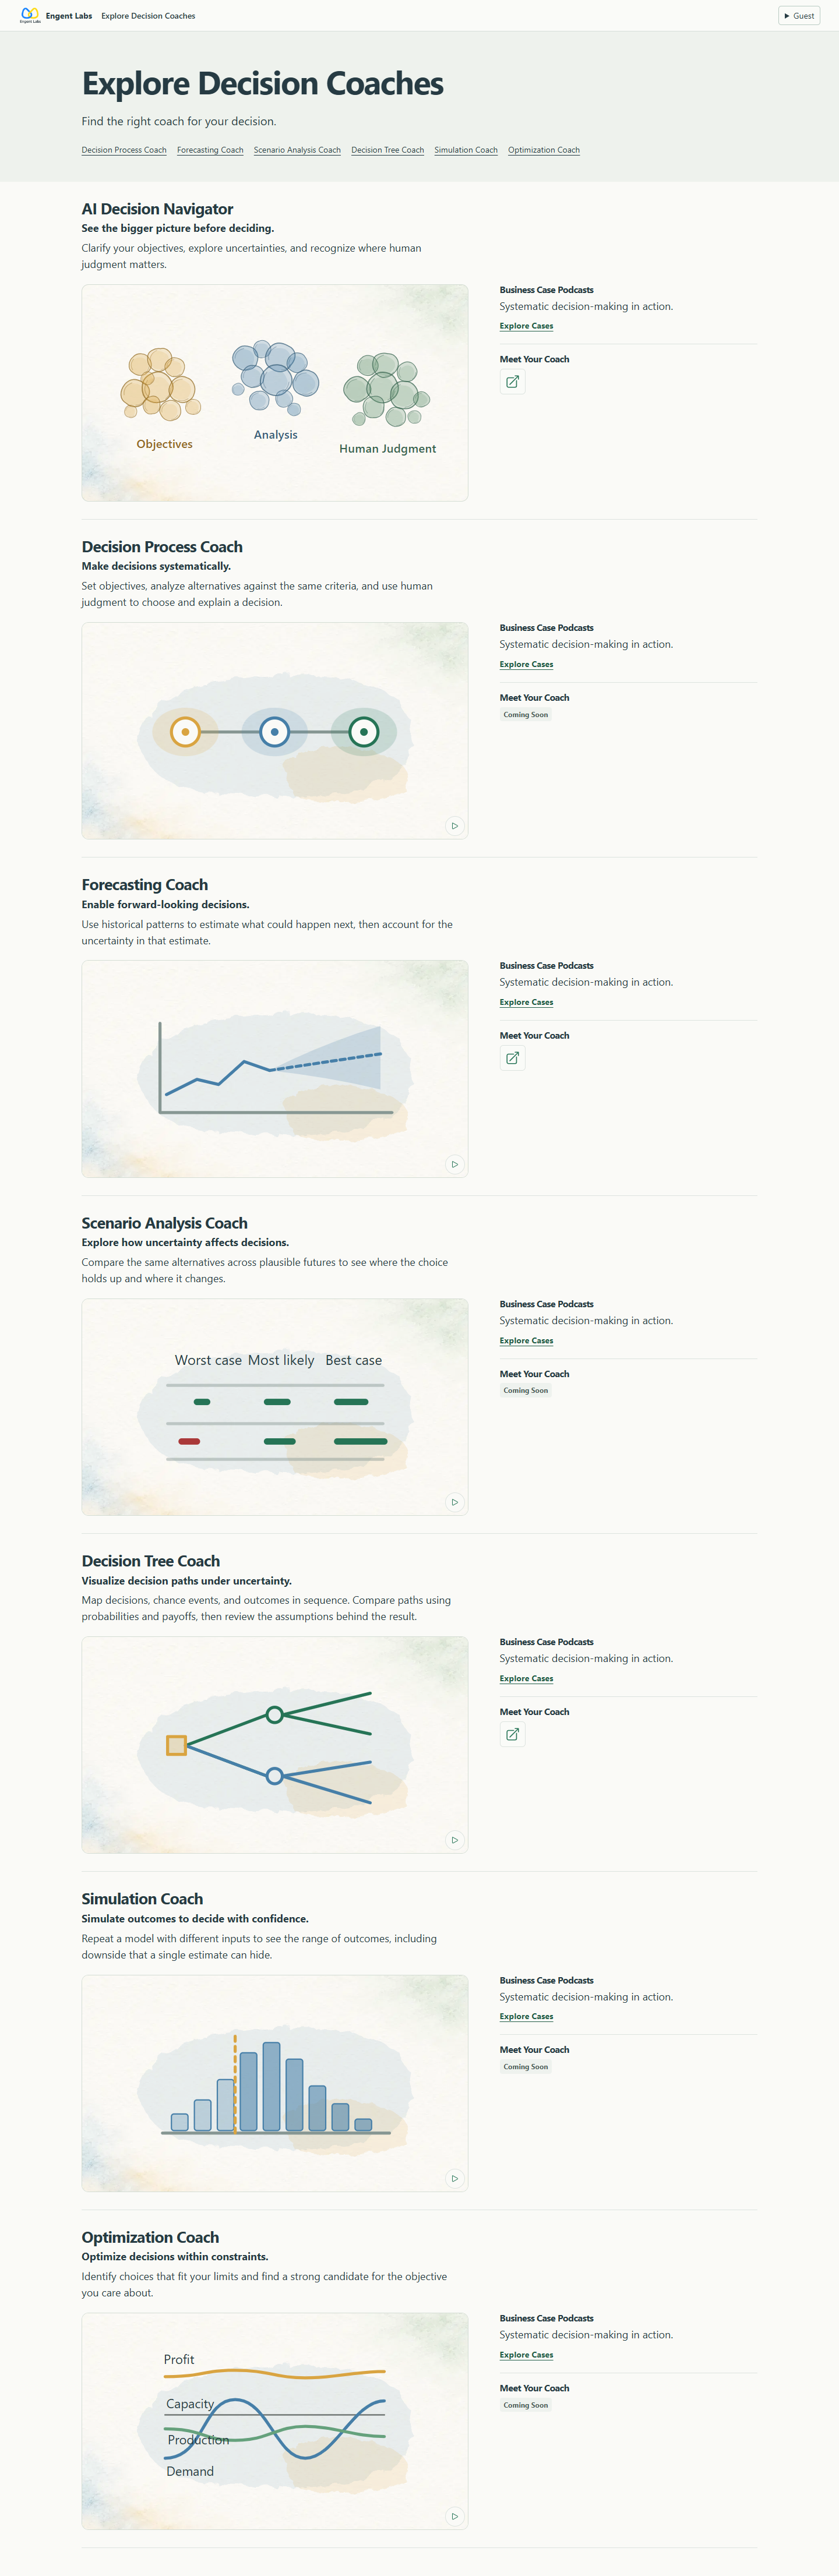 Engent Labs
Engent Labs
Explore Decision Coaches
Guest
Explore Decision Coaches
Find the right coach for your decision.
Decision Process Coach
Forecasting Coach
Scenario Analysis Coach
Decision Tree Coach
Simulation Coach
Optimization Coach
AI Decision Navigator
See the bigger picture before deciding.
Clarify your objectives, explore uncertainties, and recognize where human
judgment matters.
Objectives
Analysis
Human Judgment
Business Case Podcasts
Systematic decision-making in action.
Explore Cases
Meet Your Coach
Decision Process Coach
Make decisions systematically.
Set objectives, analyze alternatives against the same criteria, and use human
judgment to choose and explain a decision.
Business Case Podcasts
Systematic decision-making in action.
Explore Cases
Meet Your Coach
Coming Soon
Forecasting Coach
Enable forward-looking decisions.
Use historical patterns to estimate what could happen next, then account for the
uncertainty in that estimate.
Business Case Podcasts
Systematic decision-making in action.
Explore Cases
Meet Your Coach
Scenario Analysis Coach
Explore how uncertainty affects decisions.
Compare the same alternatives across plausible futures to see where the choice
holds up and where it changes.
Worst case Most likely Best case
Business Case Podcasts
Systematic decision-making in action.
Explore Cases
Meet Your Coach
Coming Soon
Decision Tree Coach
Visualize decision paths under uncertainty.
Map decisions, chance events, and outcomes in sequence. Compare paths using
probabilities and payoffs, then review the assumptions behind the result.
Business Case Podcasts
Systematic decision-making in action.
Explore Cases
Meet Your Coach
Simulation Coach
Simulate outcomes to decide with confidence.
Repeat a model with different inputs to see the range of outcomes, including
downside that a single estimate can hide.
Business Case Podcasts
Systematic decision-making in action.
Explore Cases
Meet Your Coach
Coming Soon
Optimization Coach
Optimize decisions within constraints.
Identify choices that fit your limits and find a strong candidate for the objective
you care about.
Profit
Capacity
Production
Demand
Business Case Podcasts
Systematic decision-making in action.
Explore Cases
Meet Your Coach
Coming Soon